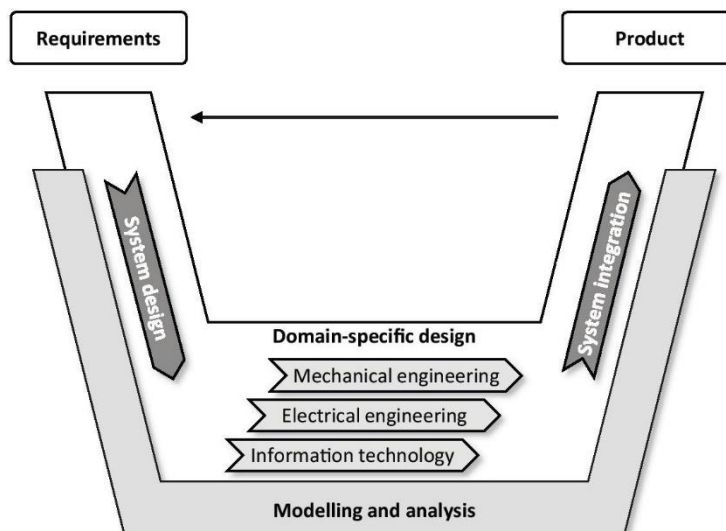 Requirements
Product
System design
System integration
Domain-specific design
Mechanical engineering
Electrical engineering
Information technology
Modelling and analysis